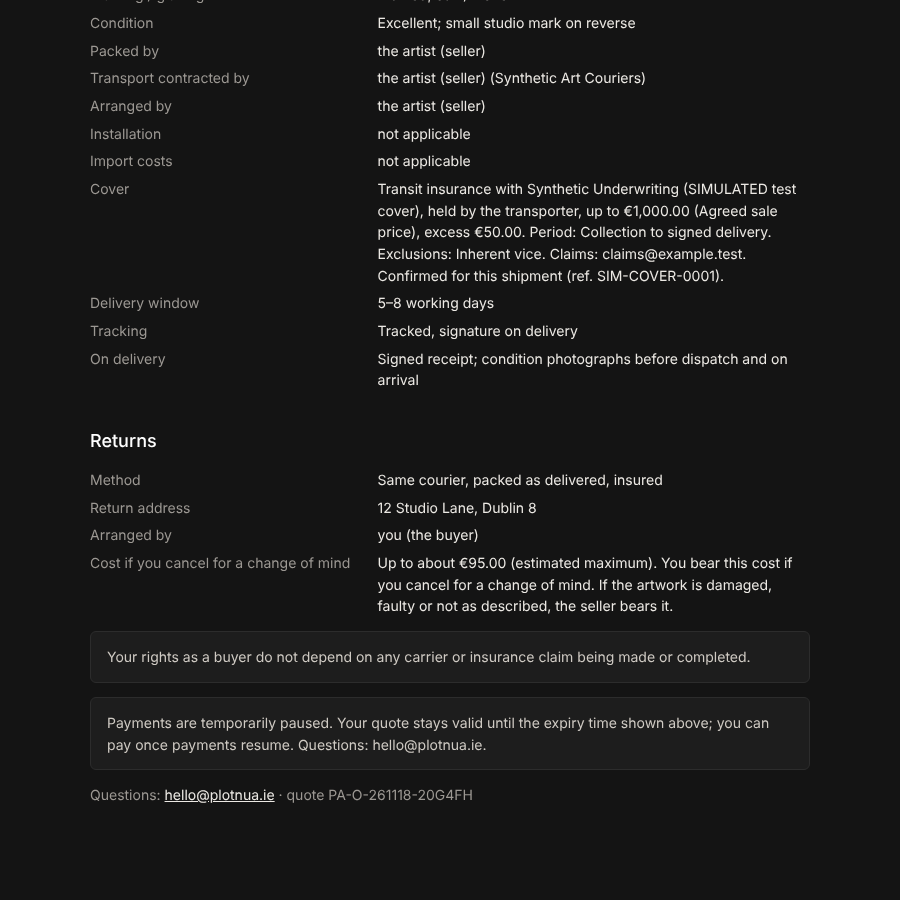 Condition
Excellent; small studio mark on reverse
Packed by
the artist (seller)
Transport contracted by
the artist (seller) (Synthetic Art Couriers)
Arranged by
the artist (seller)
Installation
not applicable
Import costs
not applicable
Cover
Transit insurance with Synthetic Underwriting (SIMULATED test
cover), held by the transporter, up to €1,000.00 (Agreed sale
price), excess €50.00. Period: Collection to signed delivery.
Exclusions: Inherent vice. Claims: claims@example.test.
Confirmed for this shipment (ref. SIM-COVER-0001).
Delivery window
5–8 working days
Tracking
Tracked, signature on delivery
On delivery
Signed receipt; condition photographs before dispatch and on
arrival
Returns
Method
Same courier, packed as delivered, insured
Return address
12 Studio Lane, Dublin 8
Arranged by
you (the buyer)
Cost if you cancel for a change of mind
Up to about €95.00 (estimated maximum). You bear this cost if
you cancel for a change of mind. If the artwork is damaged,
faulty or not as described, the seller bears it.
Your rights as a buyer do not depend on any carrier or insurance claim being made or completed.
Payments are temporarily paused. Your quote stays valid until the expiry time shown above; you can
pay once payments resume. Questions: hello@plotnua.ie.
Questions: hello@plotnua.ie · quote PA-O-261118-20G4FH